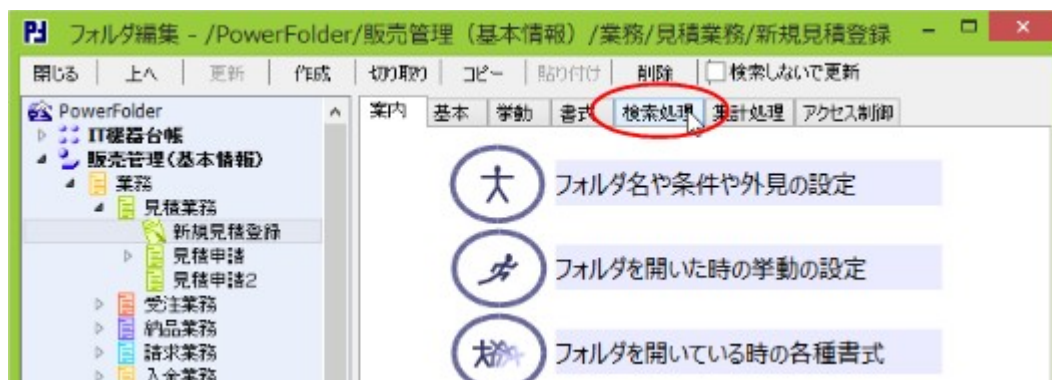 フォルダ編集 - /PowerFolder/販売管理（基本情報）/業務/見積業務/新規見積登録
開じる 上へ 更新 作成 切り取り コピー 貼り付け 削除 検索しないで更新
PowerFolder
IT機器台帳
販売管理(基本情報)
業務
見積業務
新規見積登録
見積申請
見積申請2
受注業務
納品業務
請求業務
入金業務
案内 基本 挙動 書式 検索処理 集計処理 アクセス制御
フォルダ名や条件や外見の設定
フォルダを開いた時の挙動の設定
フォルダを開いている時の各種書式